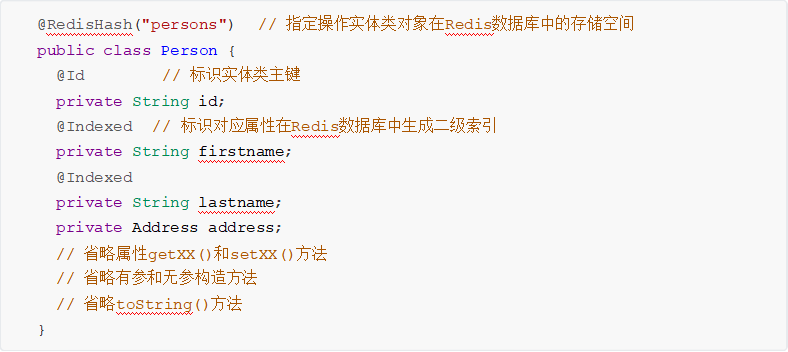 @RedisHash("persons")  // 指定操作实体类对象在Redis数据库中的存储空间
public class Person {
  @Id        // 标识实体类主键
  private String id;
  @Indexed  // 标识对应属性在Redis数据库中生成二级索引
  private String firstname;
  @Indexed
  private String lastname;
  private Address address;
  // 省略属性getXX()和setXX()方法
  // 省略有参和无参构造方法
  // 省略toString()方法
}